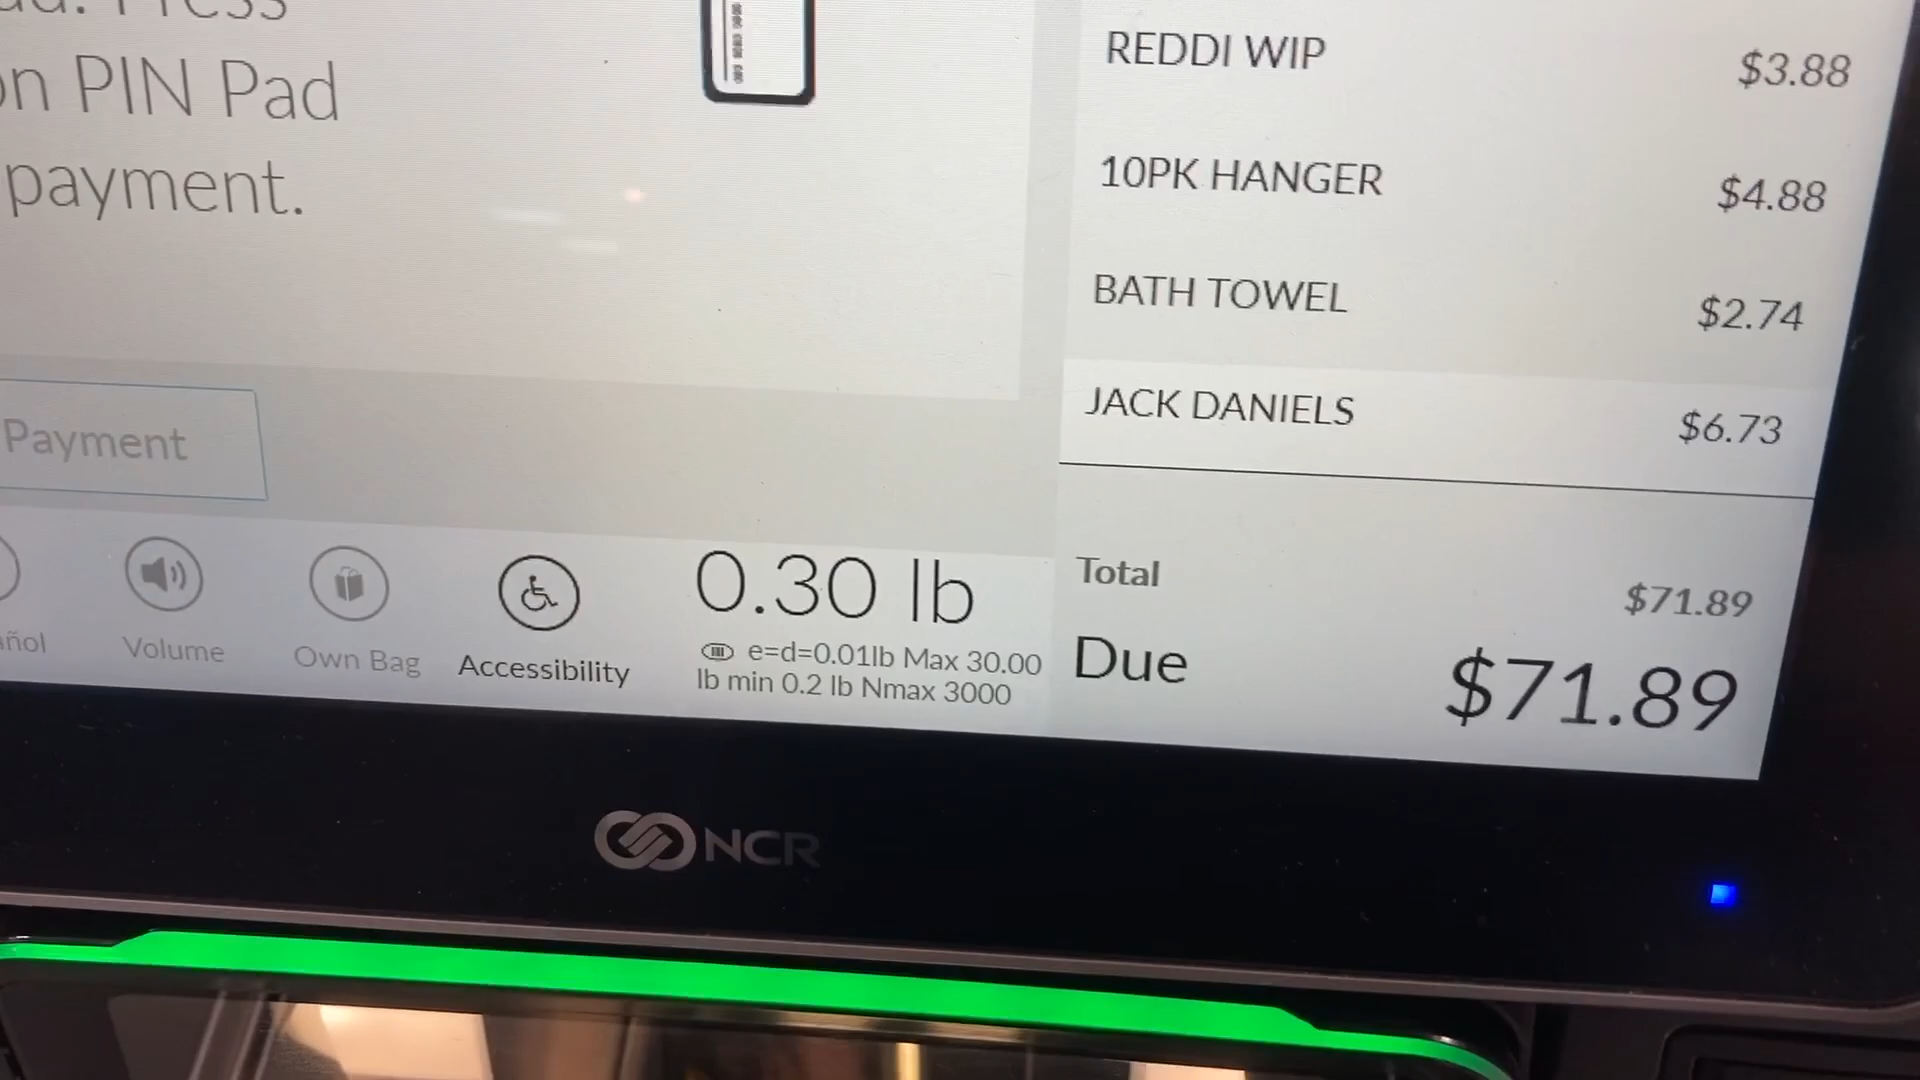 Press
on PIN Pad
payment.
Payment
Volume
Own Bag
Accessibility
0.30 lb
e=d=0.01lb Max 30.00
lb min 0.2 lb Nmax 3000
REDDI WIP $3.88
10PK HANGER $4.88
BATH TOWEL $2.74
JACK DANIELS $6.73
Total $71.89
Due $71.89
NCR